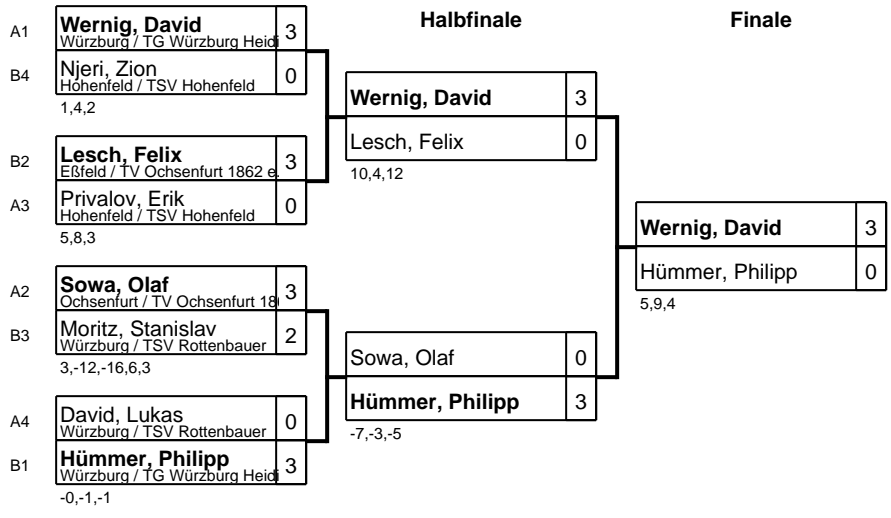 Halbfinale
Finale
A1
Wernig, David
3
Würzburg / TG Würzburg Heidi
B4
Njeri, Zion
0
Hohenfeld / TSV Hohenfeld
1,4,2
B2
Lesch, Felix
3
Eßfeld / TV Ochsenfurt 1862 e.
A3
Privalov, Erik
0
Hohenfeld / TSV Hohenfeld
5,8,3
A2
Sowa, Olaf
3
Ochsenfurt / TV Ochsenfurt 18
B3
Moritz, Stanislav
2
Würzburg / TSV Rottenbauer
3,-12,-16,6,3
A4
David, Lukas
0
Würzburg / TSV Rottenbauer
B1
Hümmer, Philipp
3
Würzburg / TG Würzburg Heidi
-0,-1,-1
Wernig, David
3
Lesch, Felix
0
10,4,12
Sowa, Olaf
0
Hümmer, Philipp
3
-7,-3,-5
Wernig, David
3
Hümmer, Philipp
0
5,9,4